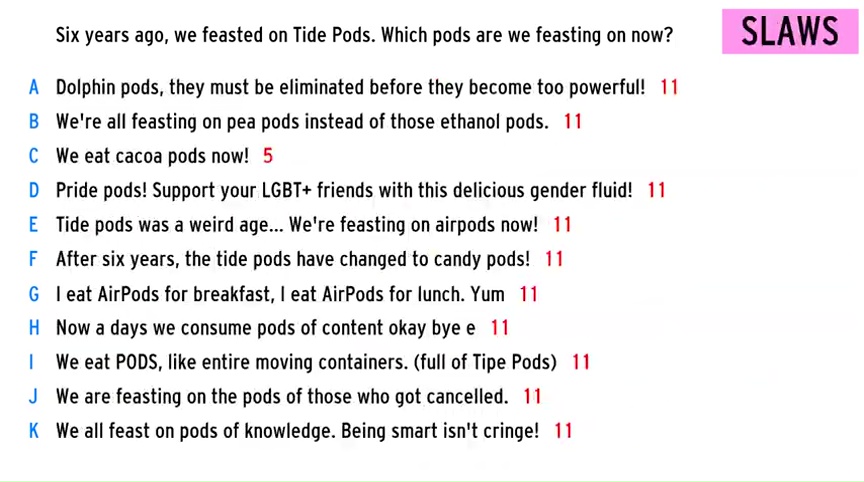 Six years ago, we feasted on Tide Pods. Which pods are we feasting on now?
SLAWS
A Dolphin pods, they must be eliminated before they become too powerful! 11
B We're all feasting on pea pods instead of those ethanol pods. 11
C We eat cacoa pods now! 5
D Pride pods! Support your LGBT+ friends with this delicious gender fluid! 11
E Tide pods was a weird age... We're feasting on airpods now! 11
F After six years, the tide pods have changed to candy pods! 11
G I eat AirPods for breakfast, I eat AirPods for lunch. Yum 11
H Now a days we consume pods of content okay bye e 11
I We eat PODS, like entire moving containers. (full of Tipe Pods) 11
J We are feasting on the pods of those who got cancelled. 11
K We all feast on pods of knowledge. Being smart isn't cringe! 11